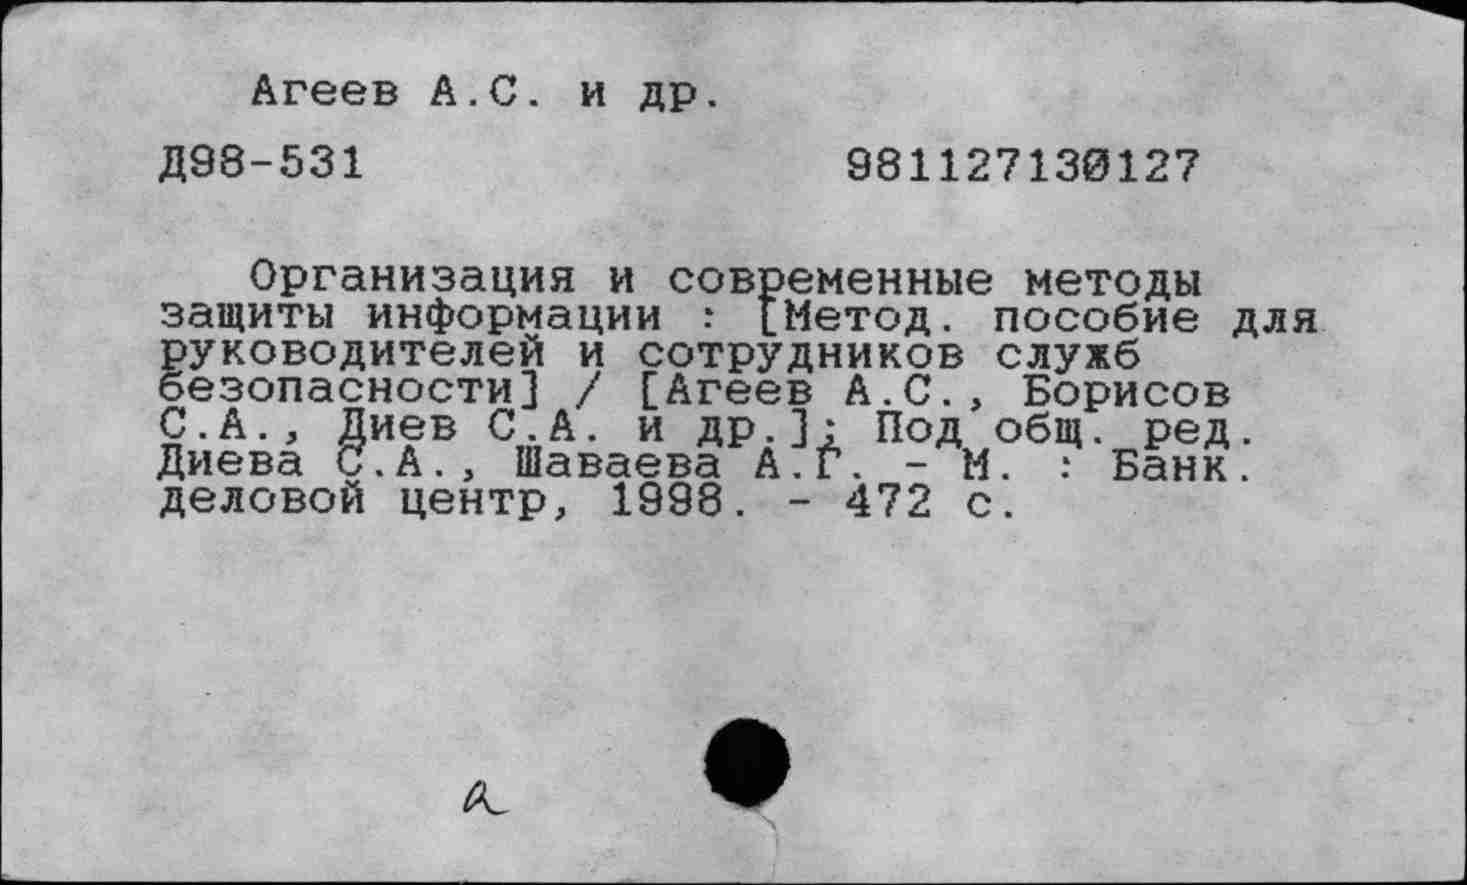 Агеев А.С. и др.
Д98-531 981127130127
Организация и современные методы
защиты информации : [Метод. пособие для
руководителей и сотрудников служб
безопасности] / [Агеев А.С., Борисов
С.А., Диев С.А. и др.]; Под общ. ред.
Диева С.А., Шаваева А.Г. - М. : Банк.
деловой центр, 1998. - 472 с.